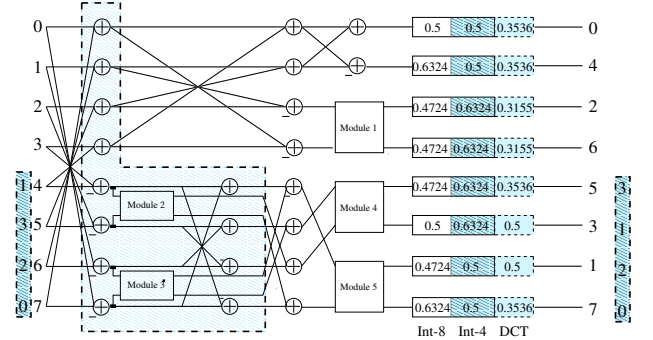 0 0.5 0.5 0.3536 0
1 0.6324 0.5 0.3536 4
2 0.4724 0.6324 0.3155 2
Module 1
3 0.4724 0.6324 0.3155 6
1 4 0.4724 0.6324 0.3536 5 3
Module 2 Module 4
3 5 0.5 0.6324 0.5 3 1
2 6 0.4724 0.5 0.5 1 2
Module 3 Module 5
0 7 0.6324 0.5 0.3536 7 0
Int-8 Int-4 DCT